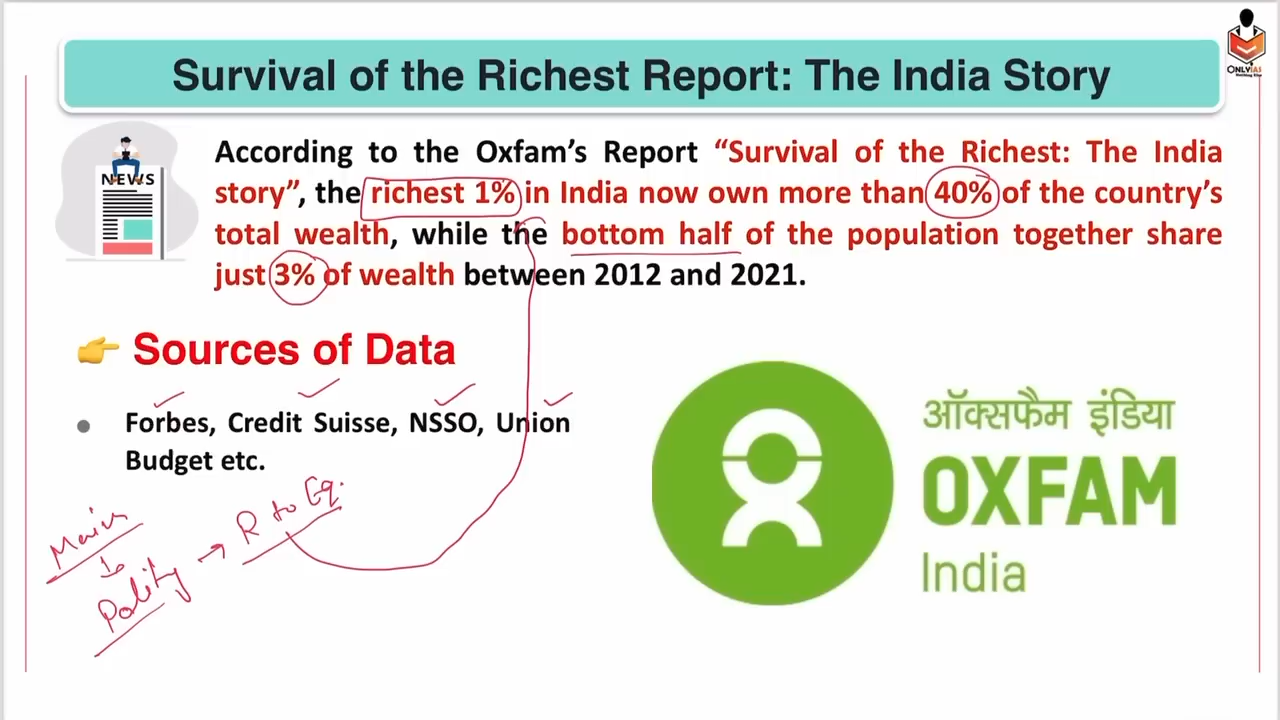 ONLYIAS
Nothing Else
Survival of the Richest Report: The India Story
NEWS
According to the Oxfam’s Report “Survival of the Richest: The India
story”, the richest 1% in India now own more than 40% of the country’s
total wealth, while the bottom half of the population together share
just 3% of wealth between 2012 and 2021.
👉 Sources of Data
• Forbes, Credit Suisse, NSSO, Union
Budget etc.
Mains
Polity → R to Eq.
ऑक्सफैम इंडिया
OXFAM
India